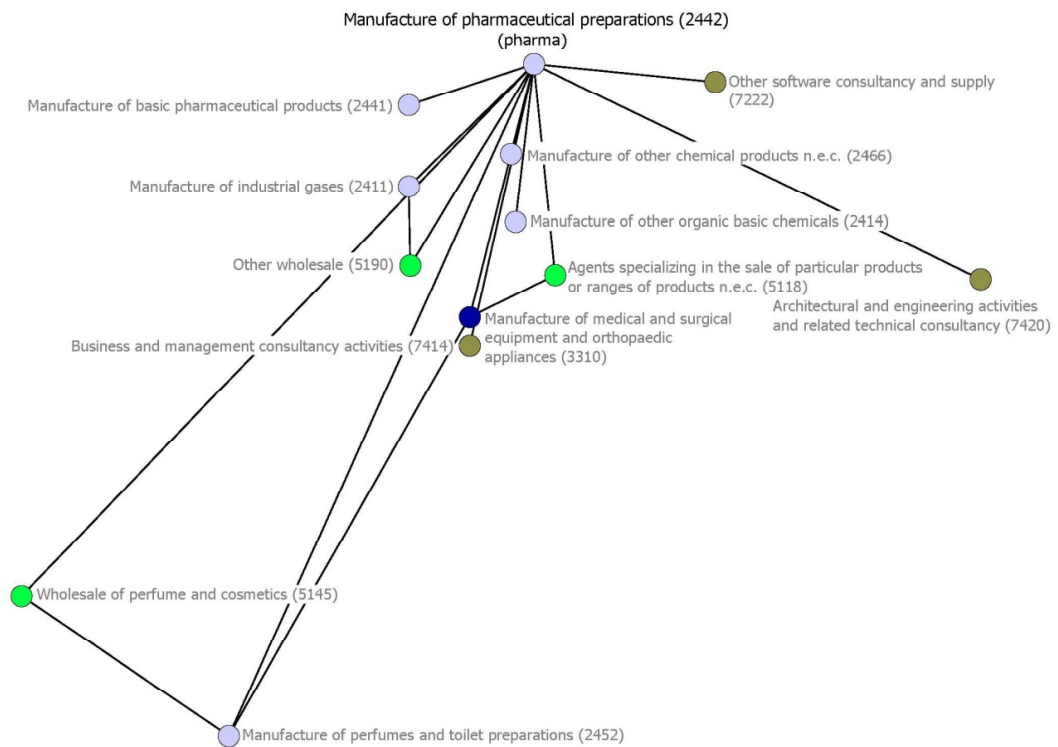 Manufacture of pharmaceutical preparations (2442)
(pharma)
Other software consultancy and supply
(7222)
Manufacture of basic pharmaceutical products (2441)
Manufacture of other chemical products n.e.c. (2466)
Manufacture of industrial gases (2411)
Manufacture of other organic basic chemicals (2414)
Other wholesale (5190)
Agents specializing in the sale of particular products
or ranges of products n.e.c. (5118)
Architectural and engineering activities
and related technical consultancy (7420)
Manufacture of medical and surgical
equipment and orthopaedic
appliances (3310)
Business and management consultancy activities (7414)
Wholesale of perfume and cosmetics (5145)
Manufacture of perfumes and toilet preparations (2452)